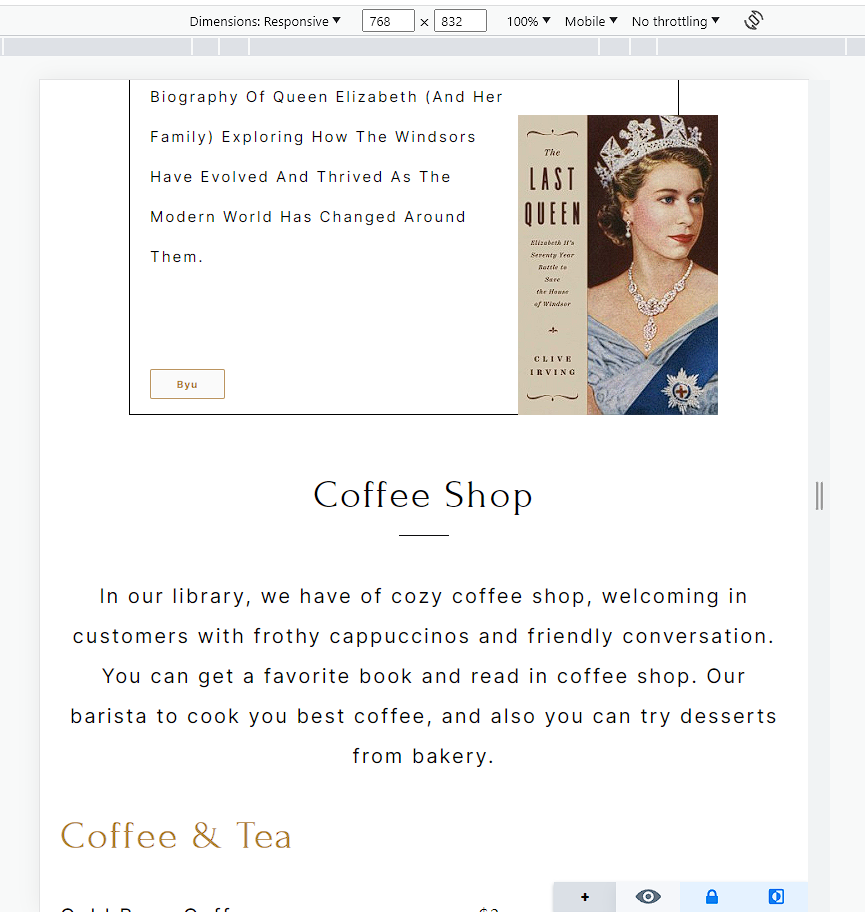 Dimensions: Responsive ▼ 768 × 832 100% ▼ Mobile ▼ No throttling ▼
Biography Of Queen Elizabeth (And Her
Family) Exploring How The Windsors
Have Evolved And Thrived As The
Modern World Has Changed Around
Them.
Byu
The
LAST
QUEEN
Elizabeth II's
Seventy Year
Battle to
Save
the House
of Windsor
CLIVE
IRVING
Coffee Shop
In our library, we have of cozy coffee shop, welcoming in
customers with frothy cappuccinos and friendly conversation.
You can get a favorite book and read in coffee shop. Our
barista to cook you best coffee, and also you can try desserts
from bakery.
Coffee & Tea
+